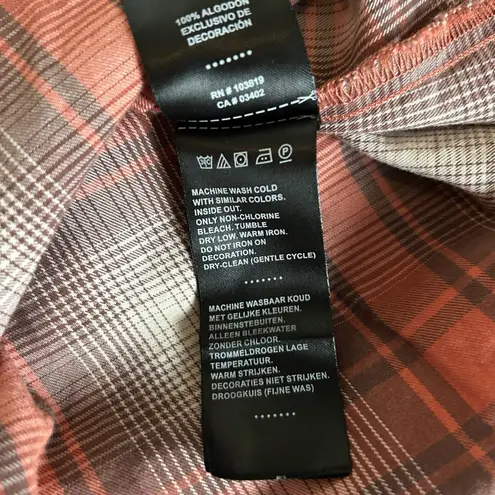 100% ALGODÓN
EXCLUSIVO DE
DECORACIÓN
RN # 103819
CA # 03402
MACHINE WASH COLD
WITH SIMILAR COLORS.
INSIDE OUT.
ONLY NON-CHLORINE
BLEACH. TUMBLE
DRY LOW. WARM IRON.
DO NOT IRON ON
DECORATION.
DRY-CLEAN (GENTLE CYCLE)
MACHINE WASBAAR KOUD
MET GELIJKE KLEUREN.
BINNENSTEBUITEN.
ALLEEN BLEEKWATER
ZONDER CHLOOR.
TROMMELDROGEN LAGE
TEMPERATUUR.
WARM STRIJKEN.
DECORATIES NIET STRIJKEN.
DROOGKUIS (FIJNE WAS)